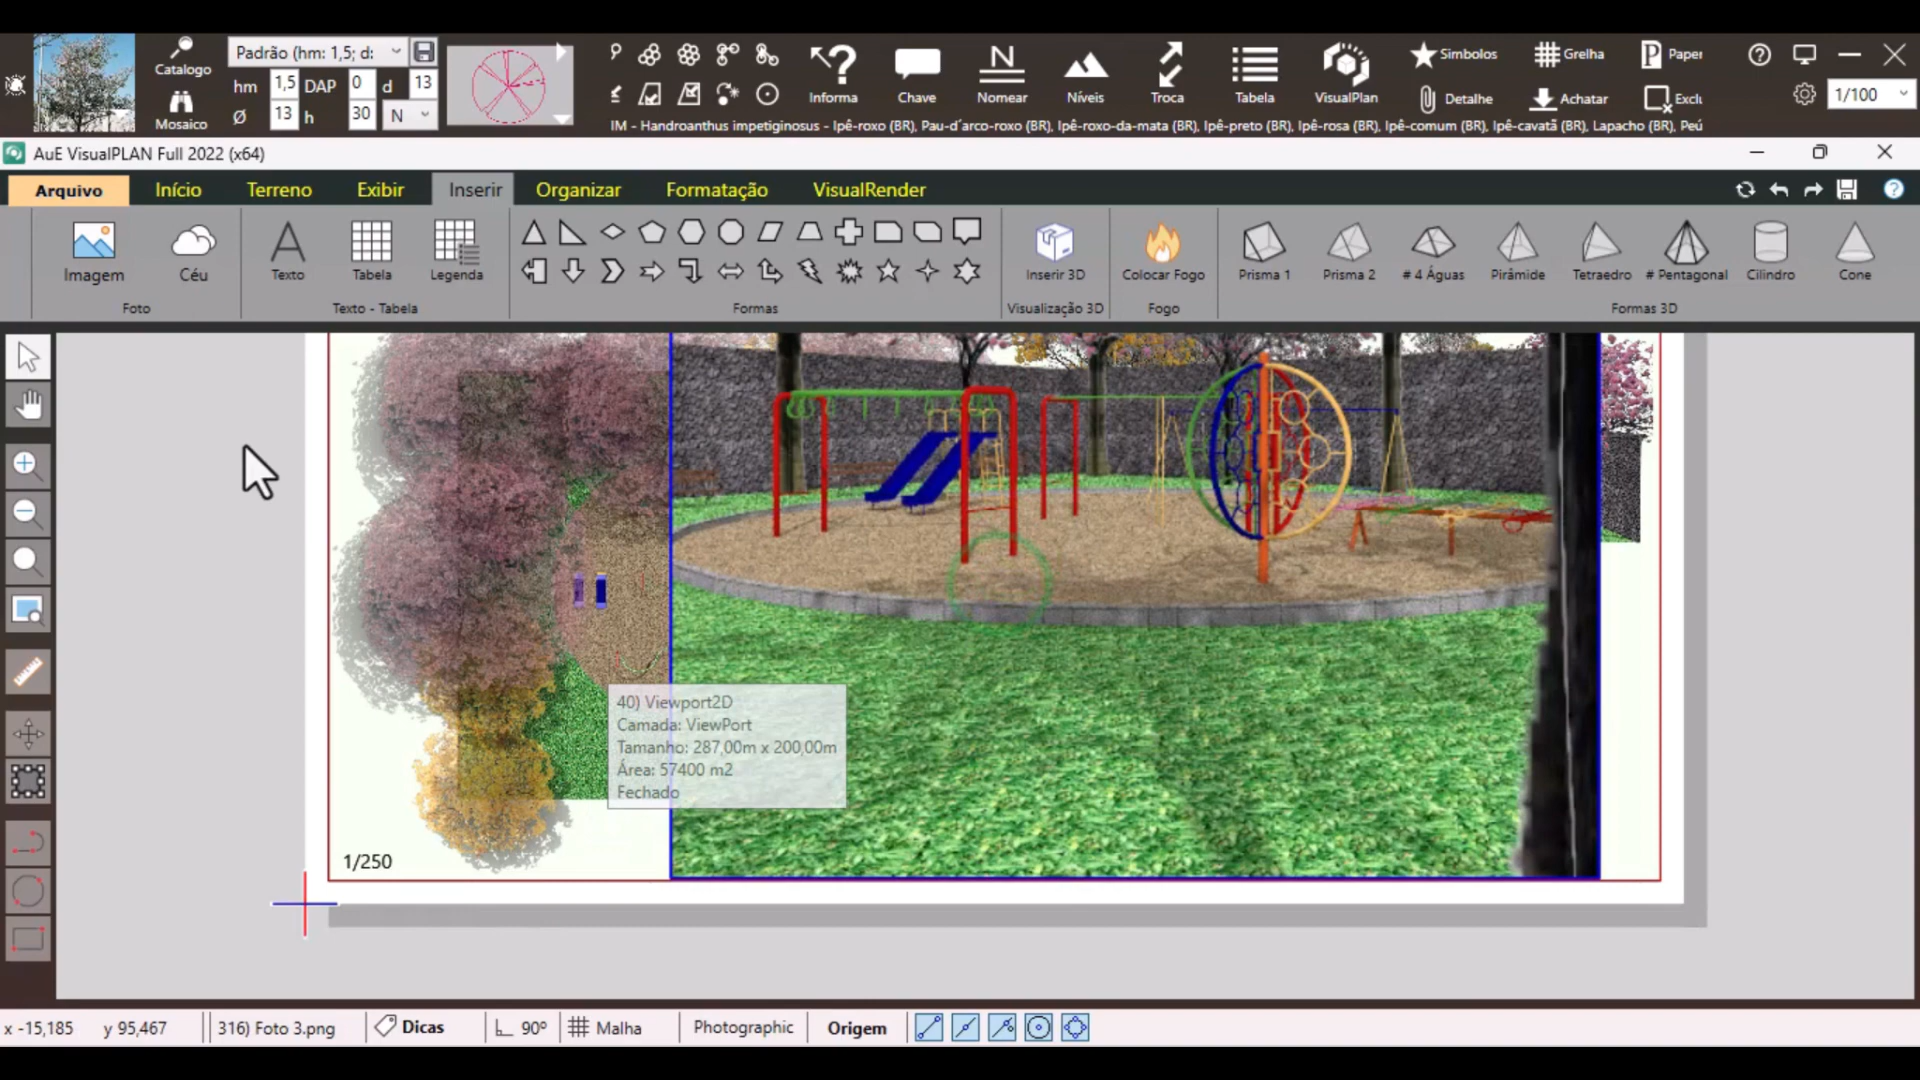 Catalogo
Mosaico
Padrão (hm: 1,5; d:
hm 1,5 DAP 0 d 13
Ø 13 h 30 N
Informa
Chave
Nomear
Níveis
Troca
Tabela
VisualPlan
Simbolos
Detalhe
Grelha
Achatar
Paper
Exclu
1/100
IM - Handroanthus impetiginosus - Ipê-roxo (BR), Pau-d´arco-roxo (BR), Ipê-roxo-da-mata (BR), Ipê-preto (BR), Ipê-rosa (BR), Ipê-comum (BR), Ipê-cavatã (BR), Lapacho (BR), Peú
AuE VisualPLAN Full 2022 (x64)
Arquivo
Início
Terreno
Exibir
Inserir
Organizar
Formatação
VisualRender
Imagem
Céu
Texto
Tabela
Legenda
Inserir 3D
Colocar Fogo
Prisma 1
Prisma 2
# 4 Águas
Pirâmide
Tetraedro
# Pentagonal
Cilindro
Cone
Foto
Texto - Tabela
Formas
Visualização 3D
Fogo
Formas 3D
40) Viewport2D
Camada: ViewPort
Tamanho: 287,00m x 200,00m
Área: 57400 m2
Fechado
1/250
x -15,185 y 95,467
316) Foto 3.png
Dicas
90º
Malha
Photographic
Origem